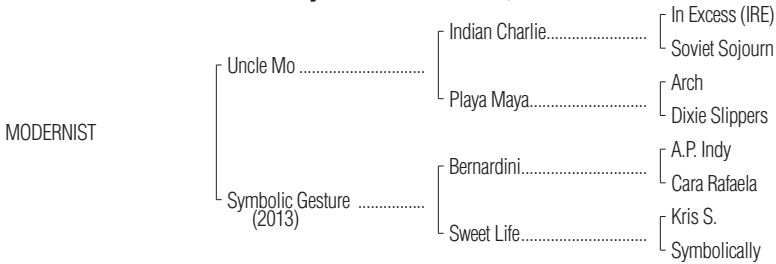 In Excess (IRE)
Indian Charlie........................
Soviet Sojourn
Uncle Mo ............................
Arch
Playa Maya..........................
Dixie Slippers
MODERNIST
A.P. Indy
Bernardini............................
Cara Rafaela
Symbolic Gesture ...............
(2013)
Kris S.
Sweet Life............................
Symbolically